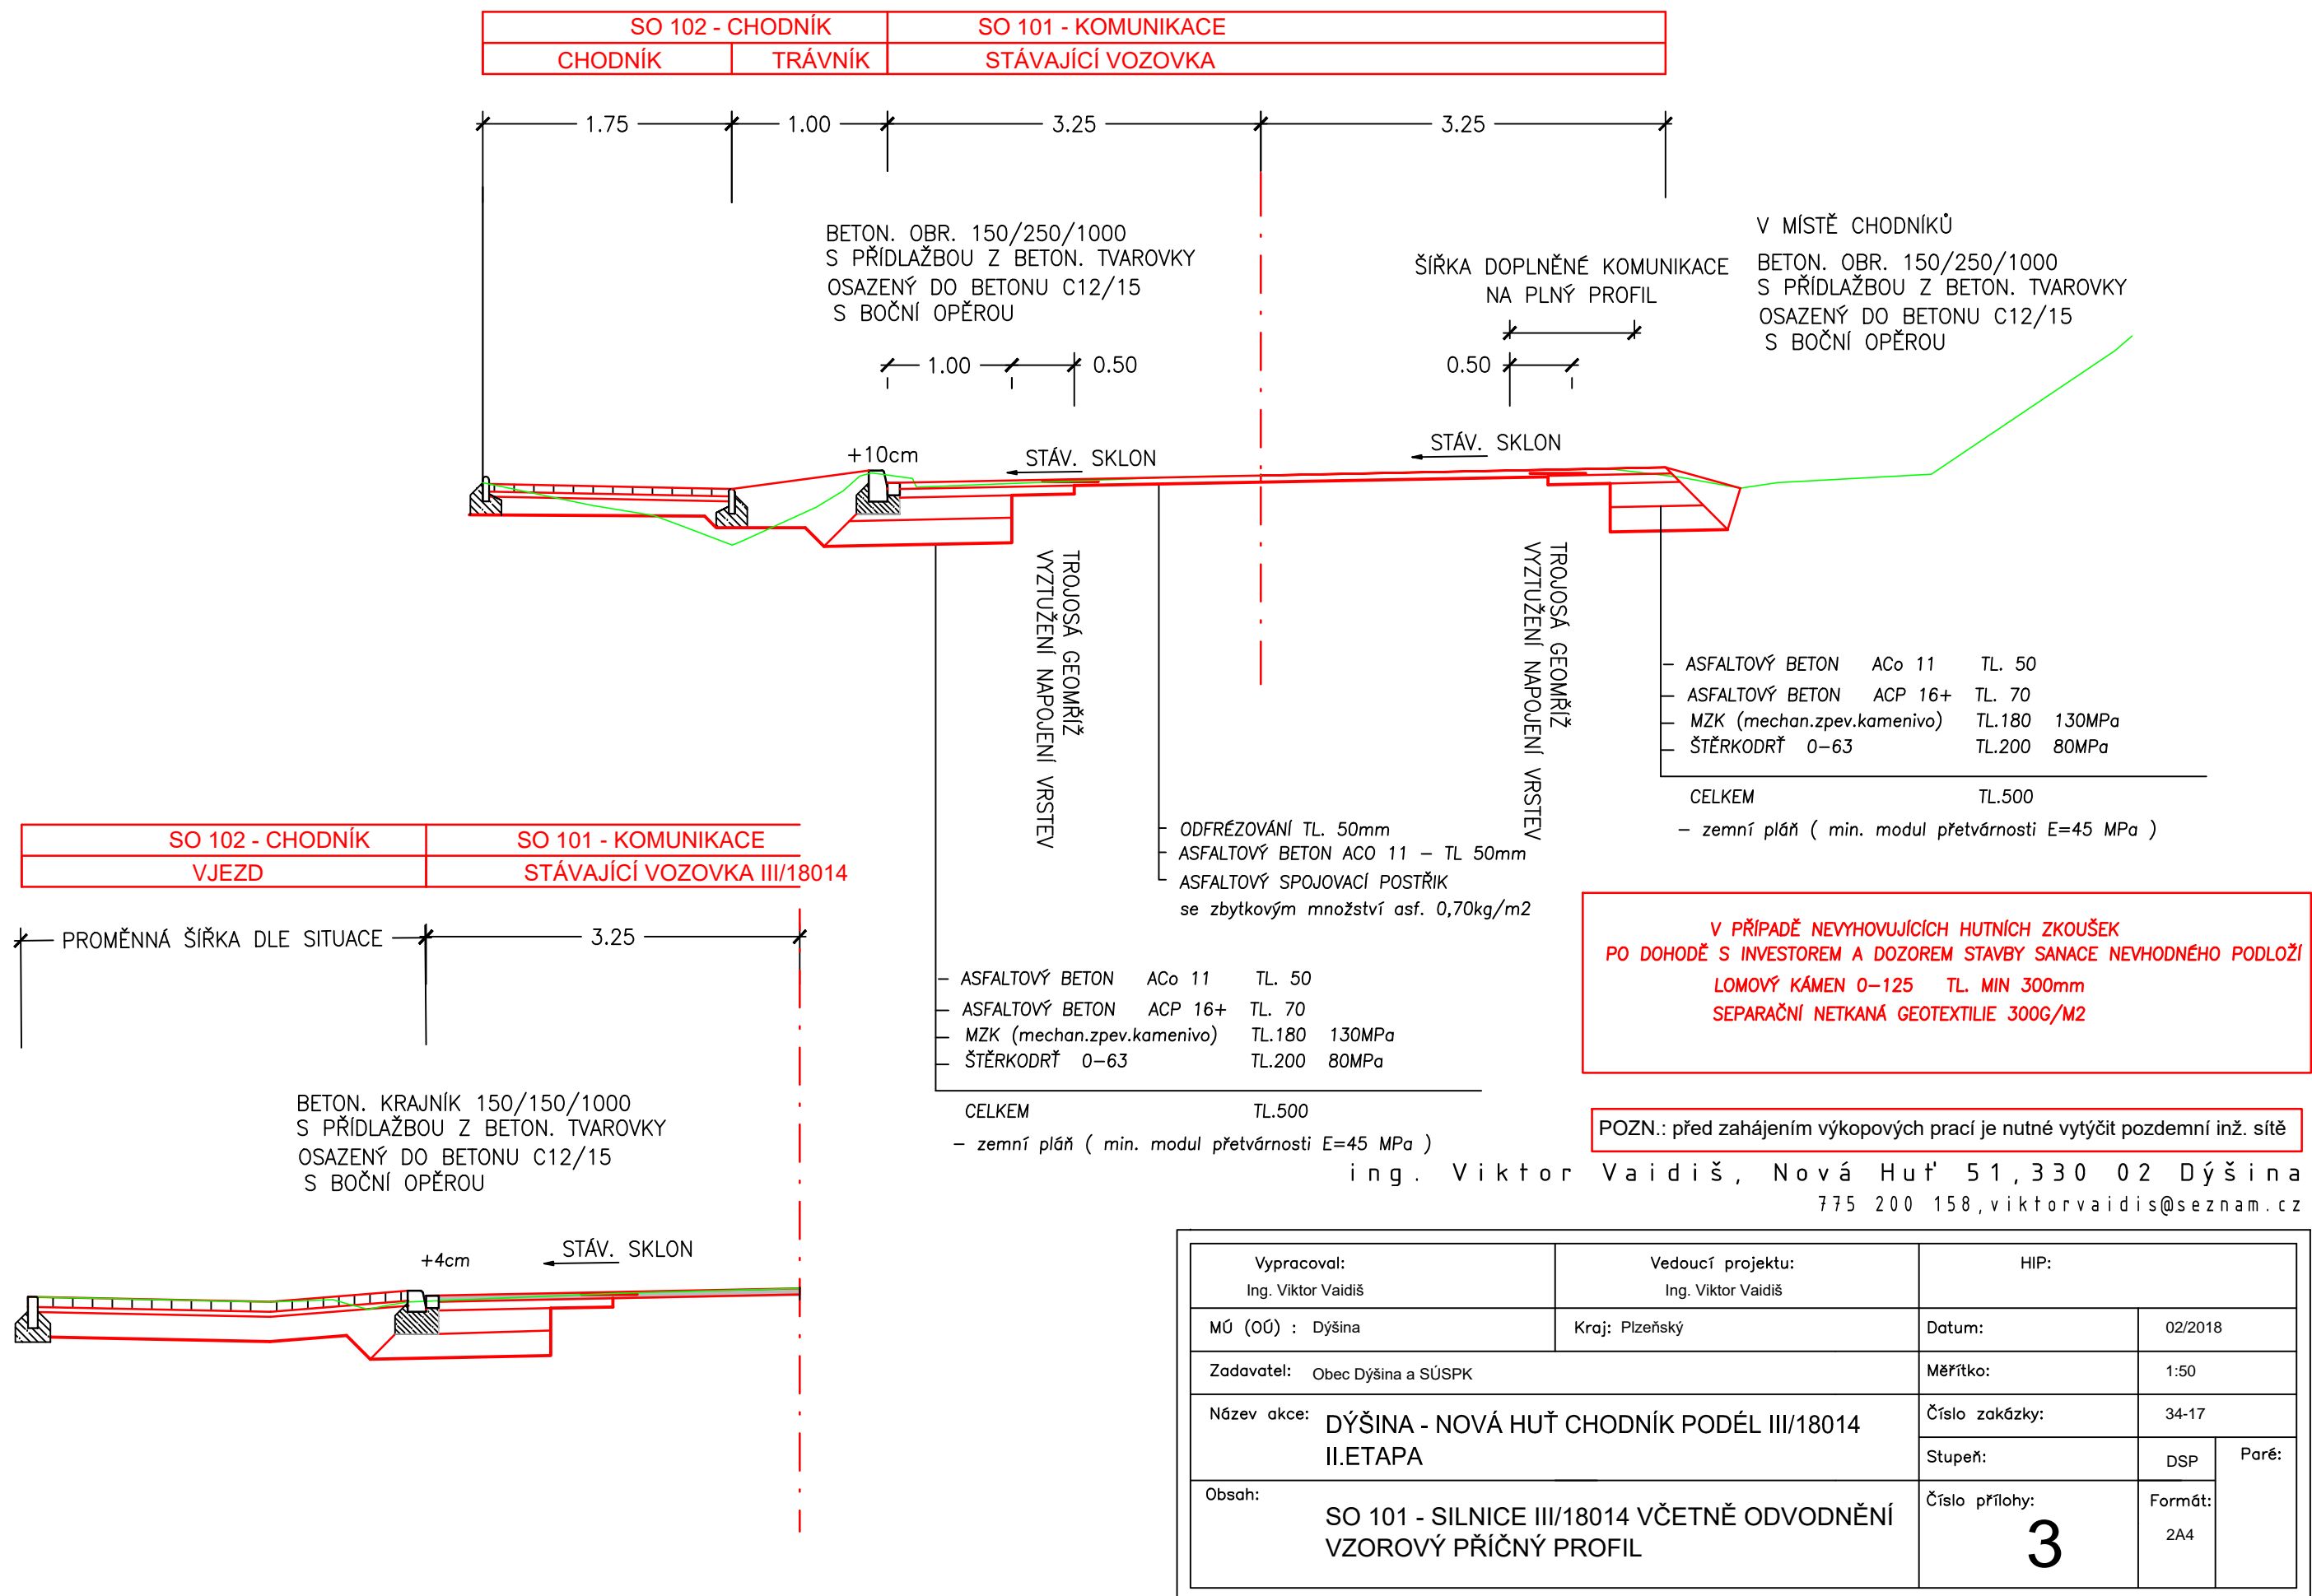 SO 102 - CHODNÍK SO 101 - KOMUNIKACE
CHODNÍK TRÁVNÍK STÁVAJÍCÍ VOZOVKA
1.75 1.00 3.25 3.25
BETON. OBR. 150/250/1000
S PŘÍDLAŽBOU Z BETON. TVAROVKY
OSAZENÝ DO BETONU C12/15
S BOČNÍ OPĚROU
ŠÍŘKA DOPLNĚNÉ KOMUNIKACE
NA PLNÝ PROFIL
V MÍSTĚ CHODNÍKŮ
BETON. OBR. 150/250/1000
S PŘÍDLAŽBOU Z BETON. TVAROVKY
OSAZENÝ DO BETONU C12/15
S BOČNÍ OPĚROU
1.00 0.50 0.50
+10cm STÁV. SKLON STÁV. SKLON
TROJOSÁ GEOMŘÍŽ
VYZTUŽENÍ NAPOJENÍ VRSTEV
TROJOSÁ GEOMŘÍŽ
VYZTUŽENÍ NAPOJENÍ VRSTEV
- ASFALTOVÝ BETON ACo 11 TL. 50
- ASFALTOVÝ BETON ACP 16+ TL. 70
- MZK (mechan.zpev.kamenivo) TL.180 130MPa
- ŠTĚRKODRŤ 0-63 TL.200 80MPa
CELKEM TL.500
- zemní pláň ( min. modul přetvárnosti E=45 MPa )
- ODFRÉZOVÁNÍ TL. 50mm
- ASFALTOVÝ BETON ACO 11 - TL 50mm
- ASFALTOVÝ SPOJOVACÍ POSTŘIK
se zbytkovým množství asf. 0,70kg/m2
SO 102 - CHODNÍK SO 101 - KOMUNIKACE
VJEZD STÁVAJÍCÍ VOZOVKA III/18014
PROMĚNNÁ ŠÍŘKA DLE SITUACE 3.25
- ASFALTOVÝ BETON ACo 11 TL. 50
- ASFALTOVÝ BETON ACP 16+ TL. 70
- MZK (mechan.zpev.kamenivo) TL.180 130MPa
- ŠTĚRKODRŤ 0-63 TL.200 80MPa
CELKEM TL.500
- zemní pláň ( min. modul přetvárnosti E=45 MPa )
V PŘÍPADĚ NEVYHOVUJÍCÍCH HUTNÍCH ZKOUŠEK
PO DOHODĚ S INVESTOREM A DOZOREM STAVBY SANACE NEVHODNÉHO PODLOŽÍ
LOMOVÝ KÁMEN 0-125 TL. MIN 300mm
SEPARAČNÍ NETKANÁ GEOTEXTILIE 300G/M2
BETON. KRAJNÍK 150/150/1000
S PŘÍDLAŽBOU Z BETON. TVAROVKY
OSAZENÝ DO BETONU C12/15
S BOČNÍ OPĚROU
+4cm STÁV. SKLON
POZN.: před zahájením výkopových prací je nutné vytýčit pozdemní inž. sítě
ing. Viktor Vaidiš, Nová Huť 51,330 02 Dýšina
775 200 158,viktorvaidis@seznam.cz
Vypracoval: Vedoucí projektu: HIP:
Ing. Viktor Vaidiš Ing. Viktor Vaidiš
MÚ (OÚ) : Dýšina Kraj: Plzeňský Datum: 02/2018
Zadavatel: Obec Dýšina a SÚSPK Měřítko: 1:50
Název akce: DÝŠINA - NOVÁ HUŤ CHODNÍK PODÉL III/18014
II.ETAPA
Číslo zakázky: 34-17
Stupeň: DSP Paré:
Obsah: SO 101 - SILNICE III/18014 VČETNĚ ODVODNĚNÍ
VZOROVÝ PŘÍČNÝ PROFIL
Číslo přílohy: 3
Formát: 2A4